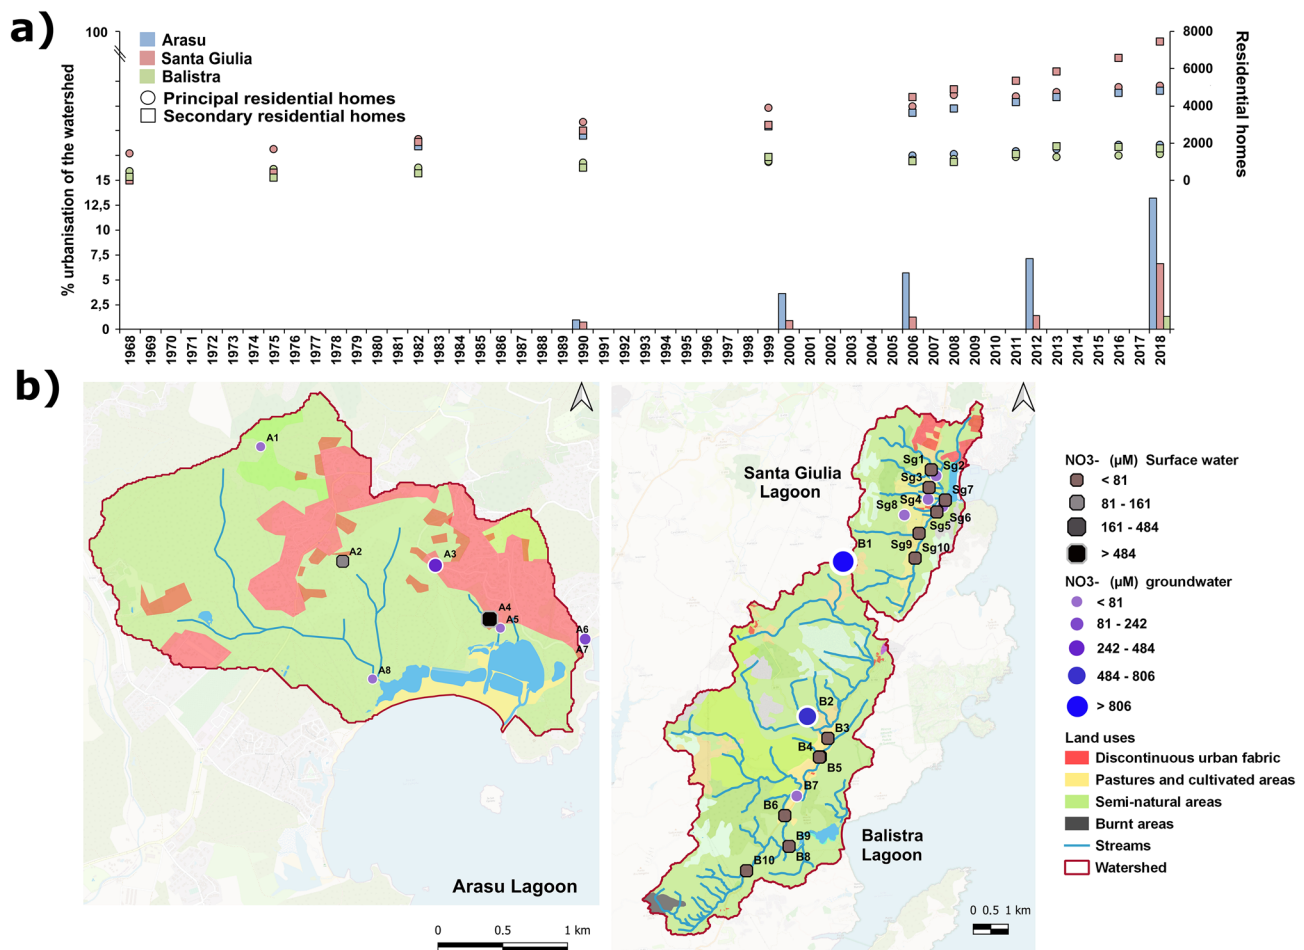 a)
100
8000
Arasu
Santa Giulia
Balistra
Principal residential homes
Secondary residential homes
6000
4000
2000
0
Residential homes
% urbanisation of the watershed
15
12,5
10
7,5
5
2,5
0
1968 1969 1970 1971 1972 1973 1974 1975 1976 1977 1978 1979 1980 1981 1982 1983 1984 1985 1986 1987 1988 1989 1990 1991 1992 1993 1994 1995 1996 1997 1998 1999 2000 2001 2002 2003 2004 2005 2006 2007 2008 2009 2010 2011 2012 2013 2014 2015 2016 2017 2018
b)
A1
A2
A3
A4
A5
A6
A7
A8
Arasu Lagoon
0 0.5 1 km
Santa Giulia
Lagoon
Sg1
Sg2
Sg3
Sg4
Sg7
Sg8
Sg5
Sg6
Sg9
Sg10
B1
B2
B3
B4
B5
B7
B6
B9
B8
B10
Balistra
Lagoon
0 0.5 1 km
NO3- (µM) Surface water
< 81
81 - 161
161 - 484
> 484
NO3- (µM) groundwater
< 81
81 - 242
242 - 484
484 - 806
> 806
Land uses
Discontinuous urban fabric
Pastures and cultivated areas
Semi-natural areas
Burnt areas
Streams
Watershed